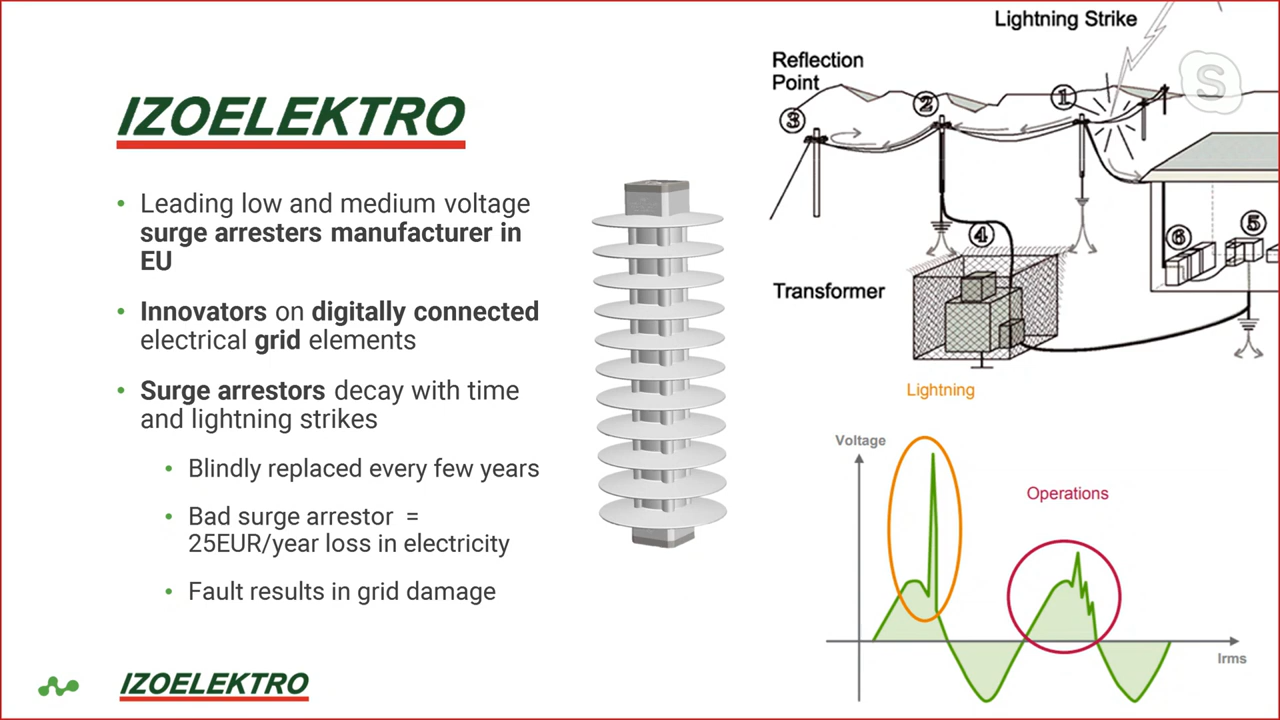 IZOELEKTRO
Leading low and medium voltage
surge arresters manufacturer in
EU
Innovators on digitally connected
electrical grid elements
Surge arrestors decay with time
and lightning strikes
Blindly replaced every few years
Bad surge arrestor =
25EUR/year loss in electricity
Fault results in grid damage
IZOELEKTRO
Lightning Strike
S
Reflection
Point
3
2
1
4
6
5
Transformer
Lightning
Voltage
Operations
Irms